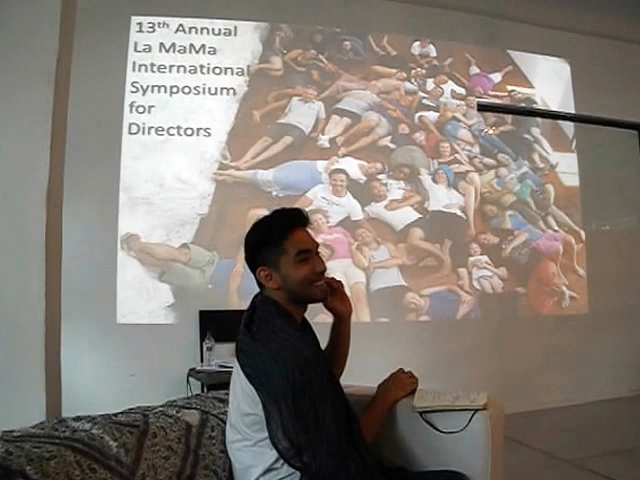 13th Annual
La MaMa
International
Symposium
for
Directors